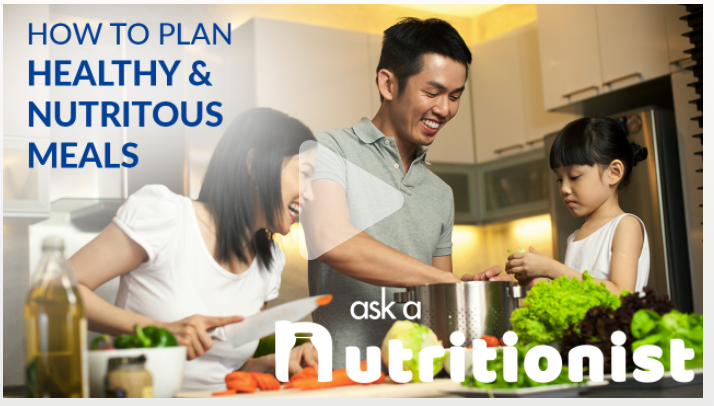 HOW TO PLAN
HEALTHY &
NUTRITOUS
MEALS
ask a
nutritionist